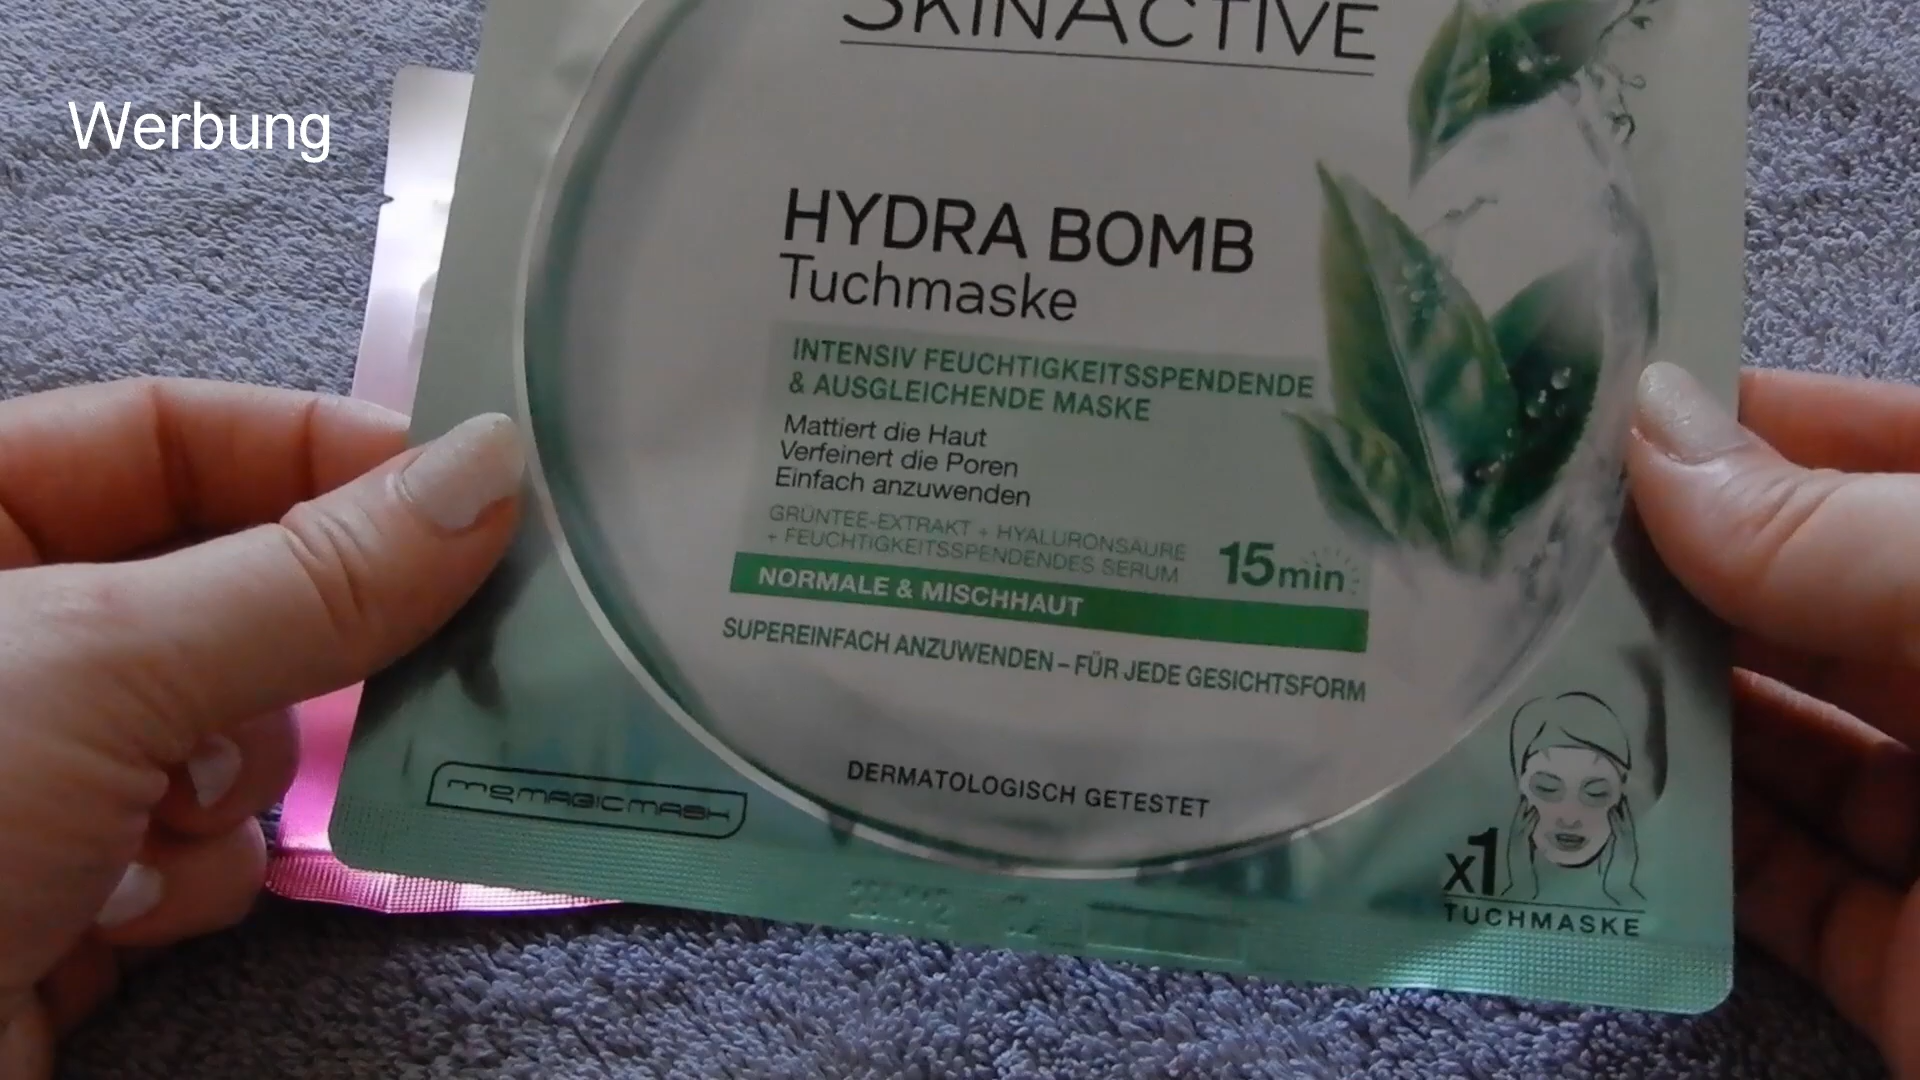 SKINACTIVE
Werbung
HYDRA BOMB
Tuchmaske
INTENSIV FEUCHTIGKEITSSPENDENDE
& AUSGLEICHENDE MASKE
Mattiert die Haut
Verfeinert die Poren
Einfach anzuwenden
GRÜNTEE-EXTRAKT + HYALURONSÄURE
+ FEUCHTIGKEITSSPENDENDES SERUM
15min
NORMALE & MISCHHAUT
SUPEREINFACH ANZUWENDEN – FÜR JEDE GESICHTSFORM
DERMATOLOGISCH GETESTET
MAGIC MASK
x1
TUCHMASKE